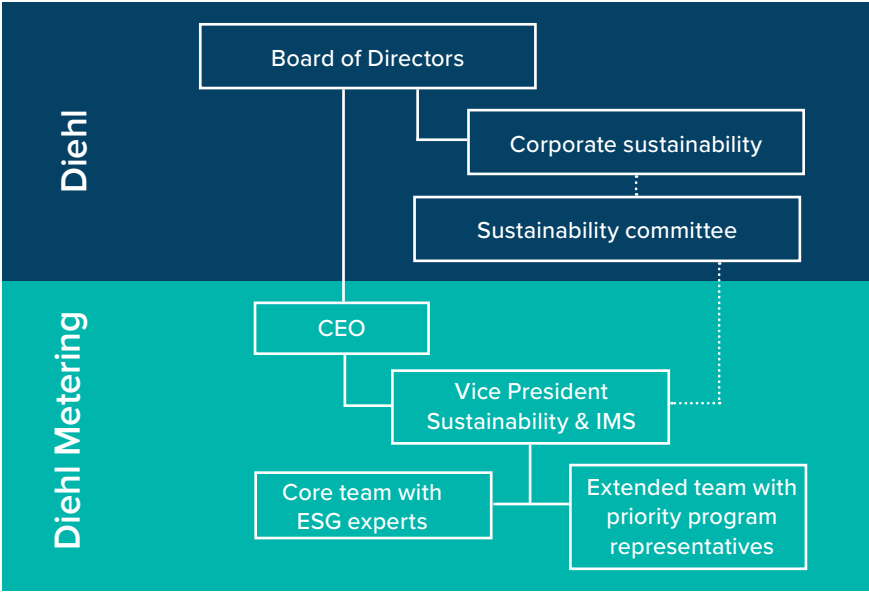 Diehl
Board of Directors
Corporate sustainability
Sustainability committee
Diehl Metering
CEO
Vice President
Sustainability & IMS
Core team with
ESG experts
Extended team with
priority program
representatives